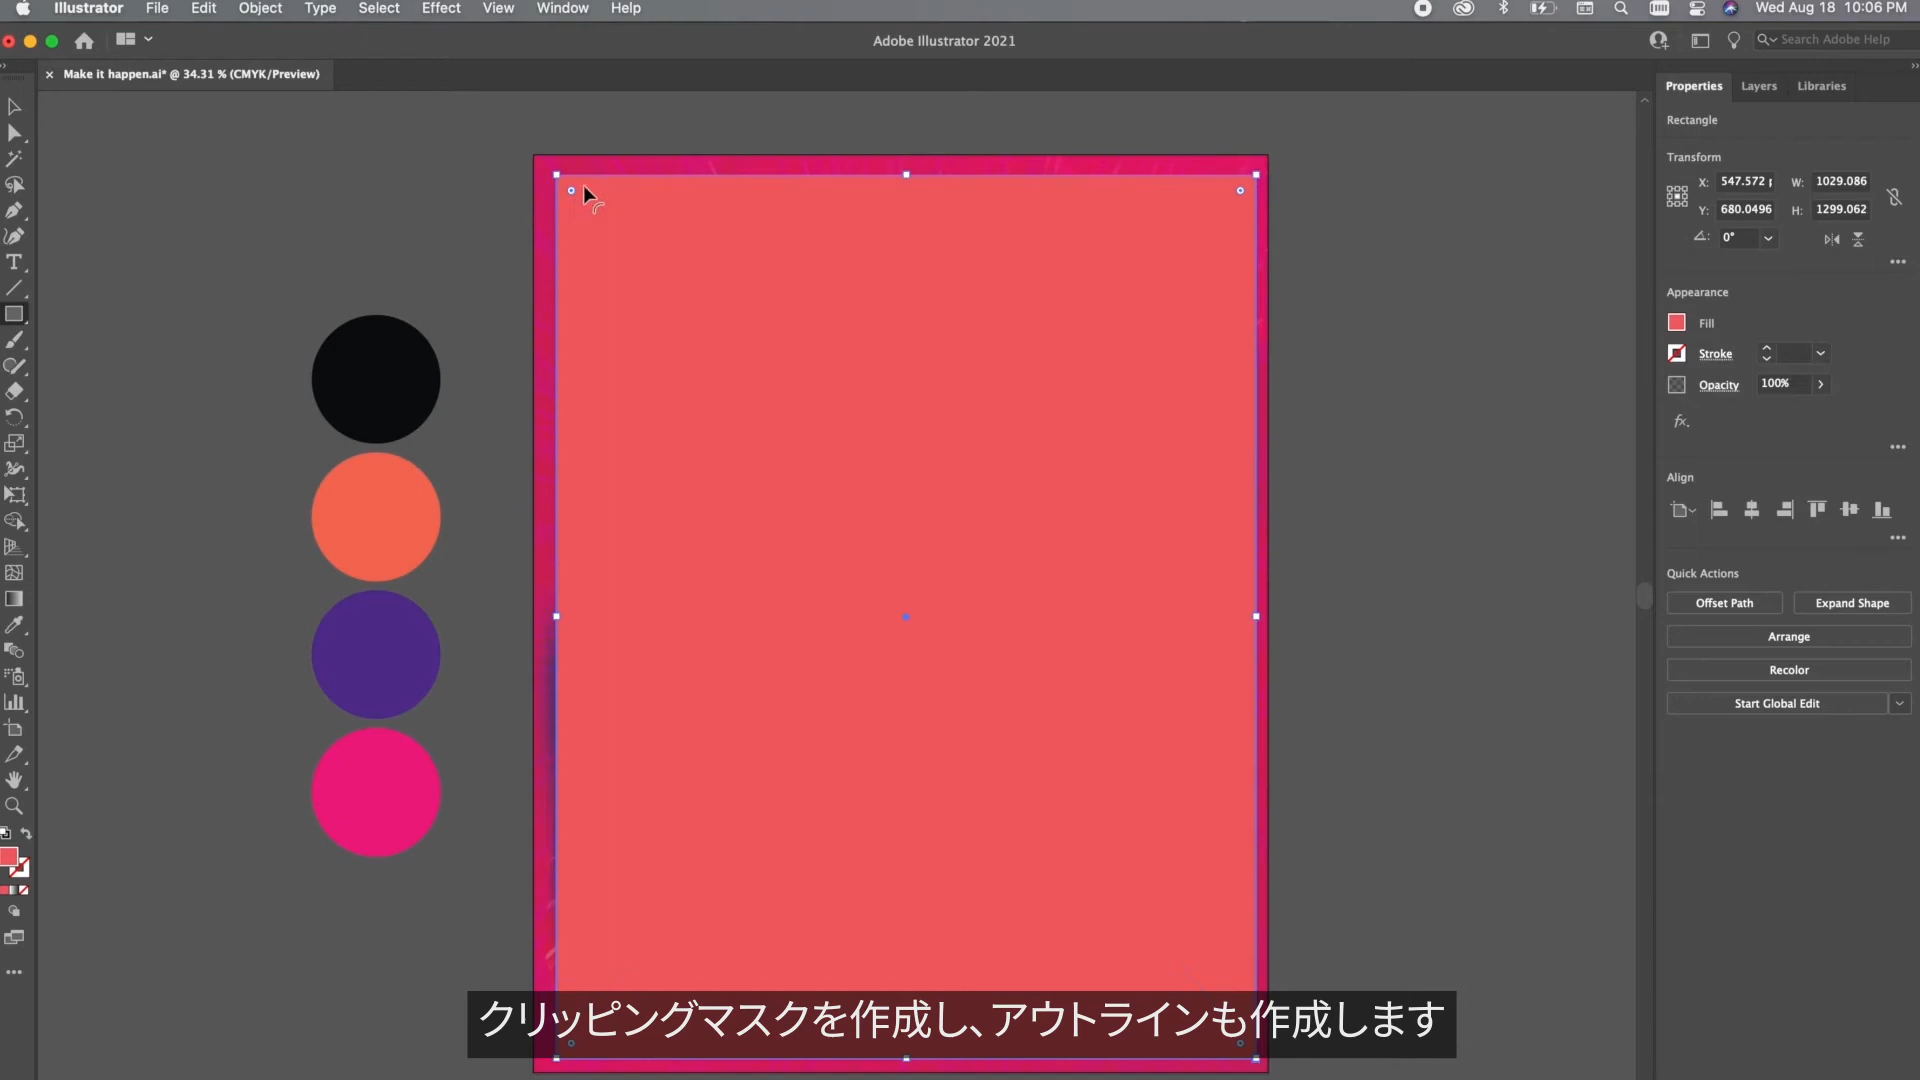 Illustrator File Edit Object Type Select Effect View Window Help
Wed Aug 18 10:06 PM
Adobe Illustrator 2021
Search Adobe Help
Make it happen.ai* @ 34.31 % (CMYK/Preview)
Properties Layers Libraries
Rectangle
Transform
X: 547.572 W: 1029.086
Y: 680.0496 H: 1299.062
0°
Appearance
Fill
Stroke
Opacity 100%
fx.
Align
Quick Actions
Offset Path Expand Shape
Arrange
Recolor
Start Global Edit
クリッピングマスクを作成し、アウトラインも作成します